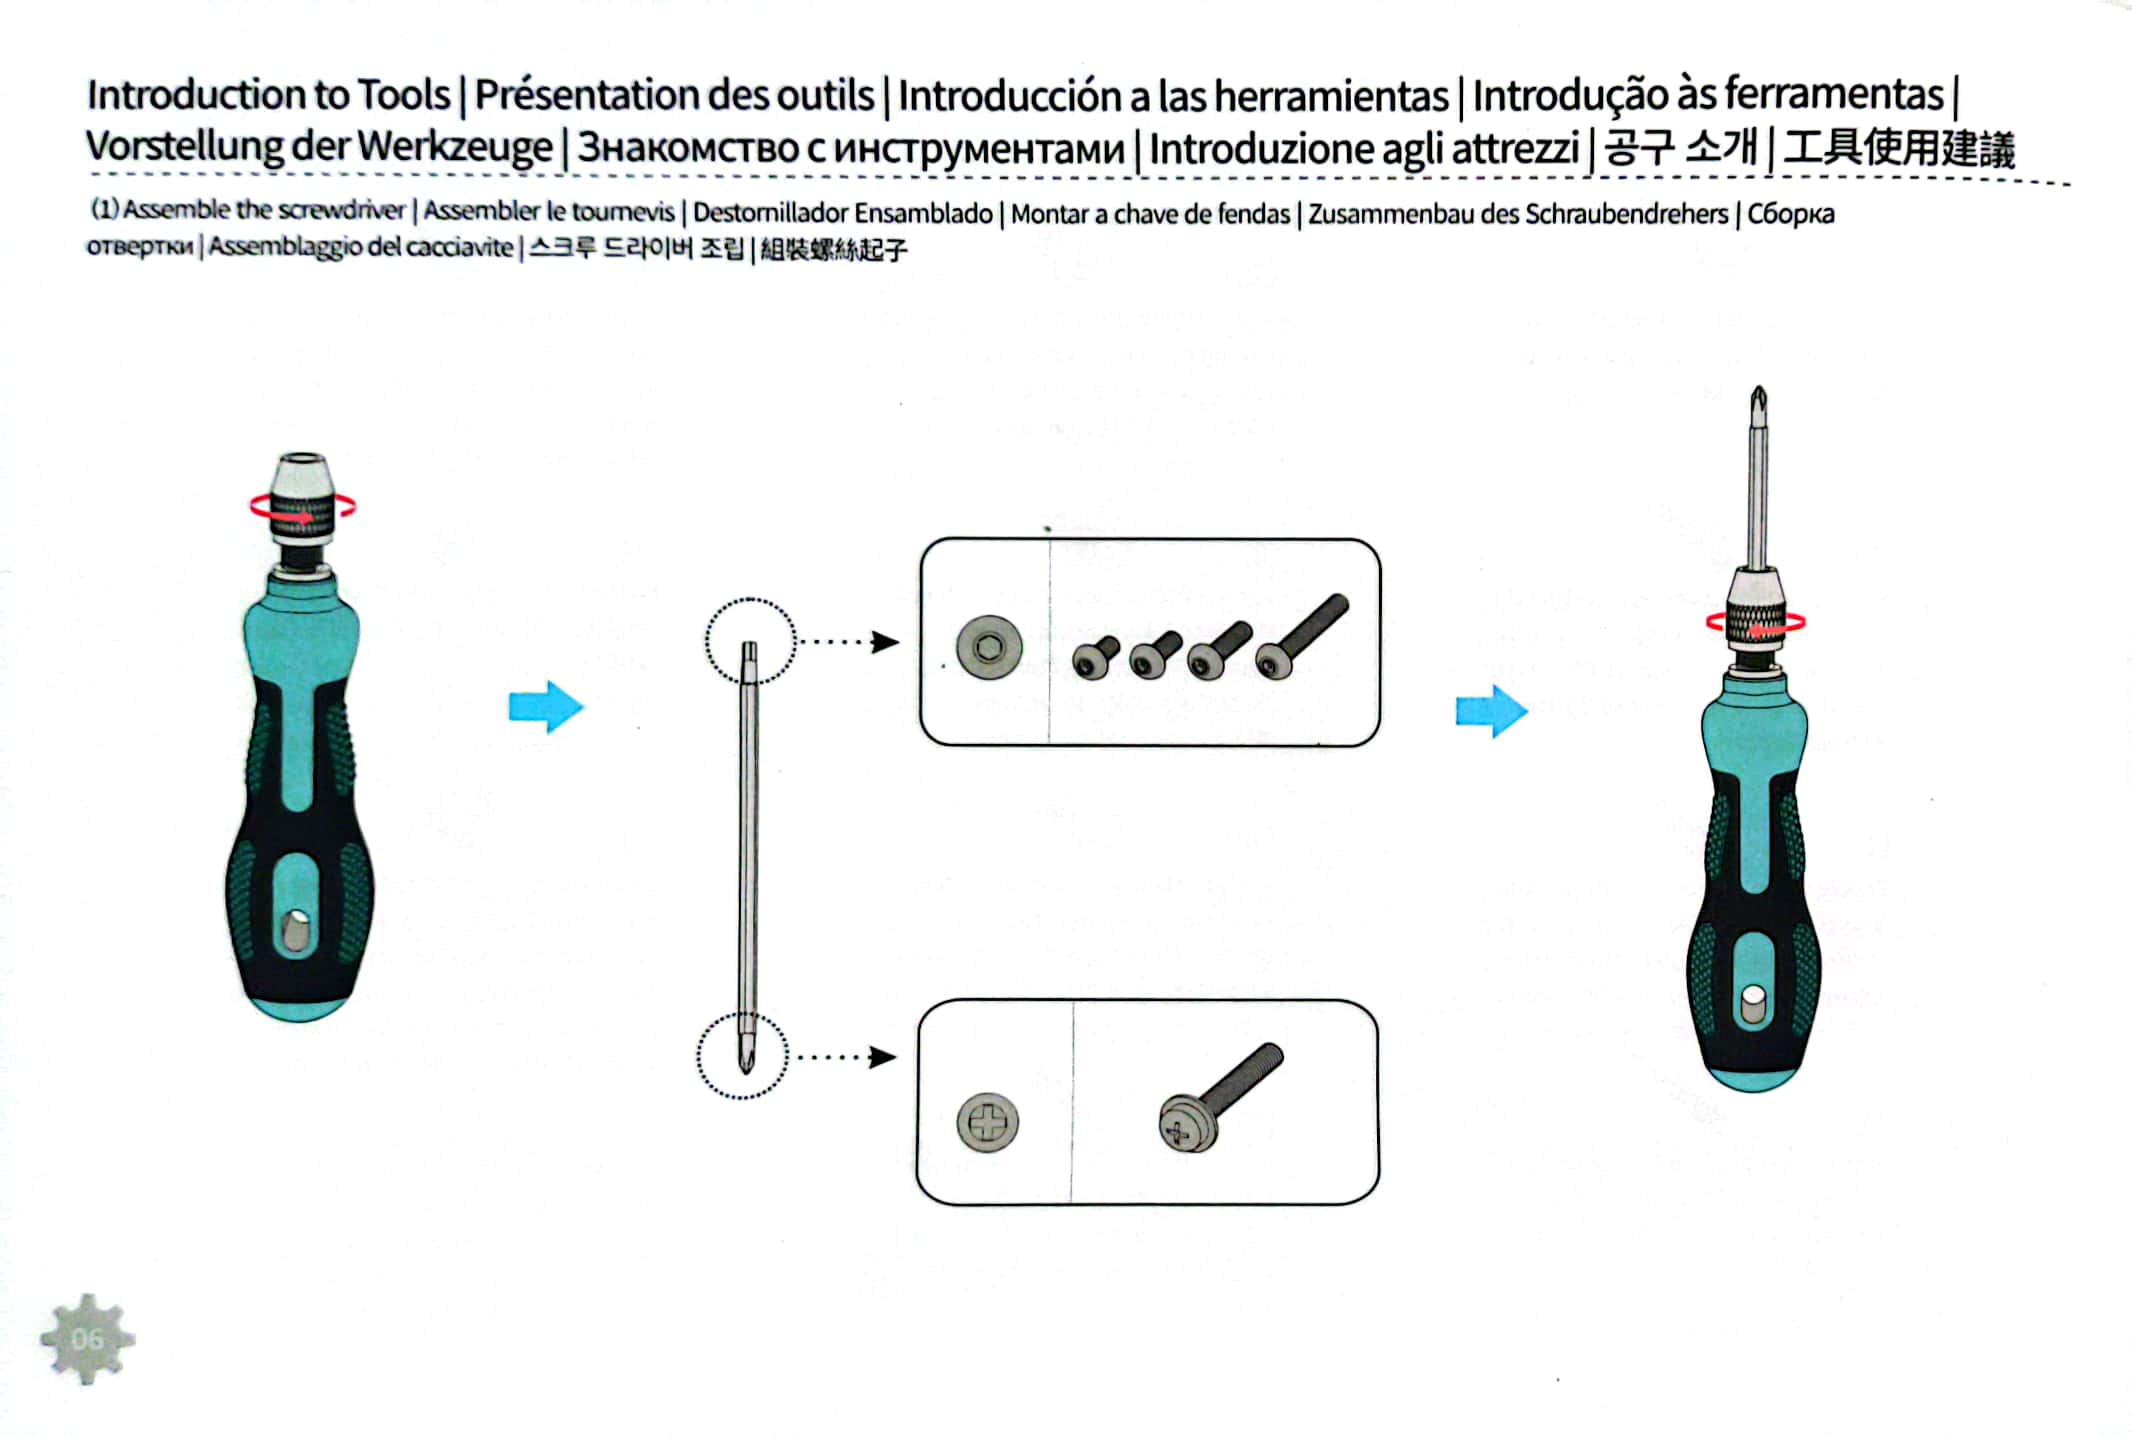 Introduction to Tools | Présentation des outils | Introducción a las herramientas | Introdução às ferramentas |
Vorstellung der Werkzeuge | Знакомство с инструментами | Introduzione agli attrezzi | 공구 소개 | 工具使用建議
(1) Assemble the screwdriver | Assembler le tournevis | Destornillador Ensamblado | Montar a chave de fendas | Zusammenbau des Schraubendrehers | Сборка
отвертки | Assemblaggio del cacciavite | 스크루 드라이버 조립 | 組裝螺絲起子
06